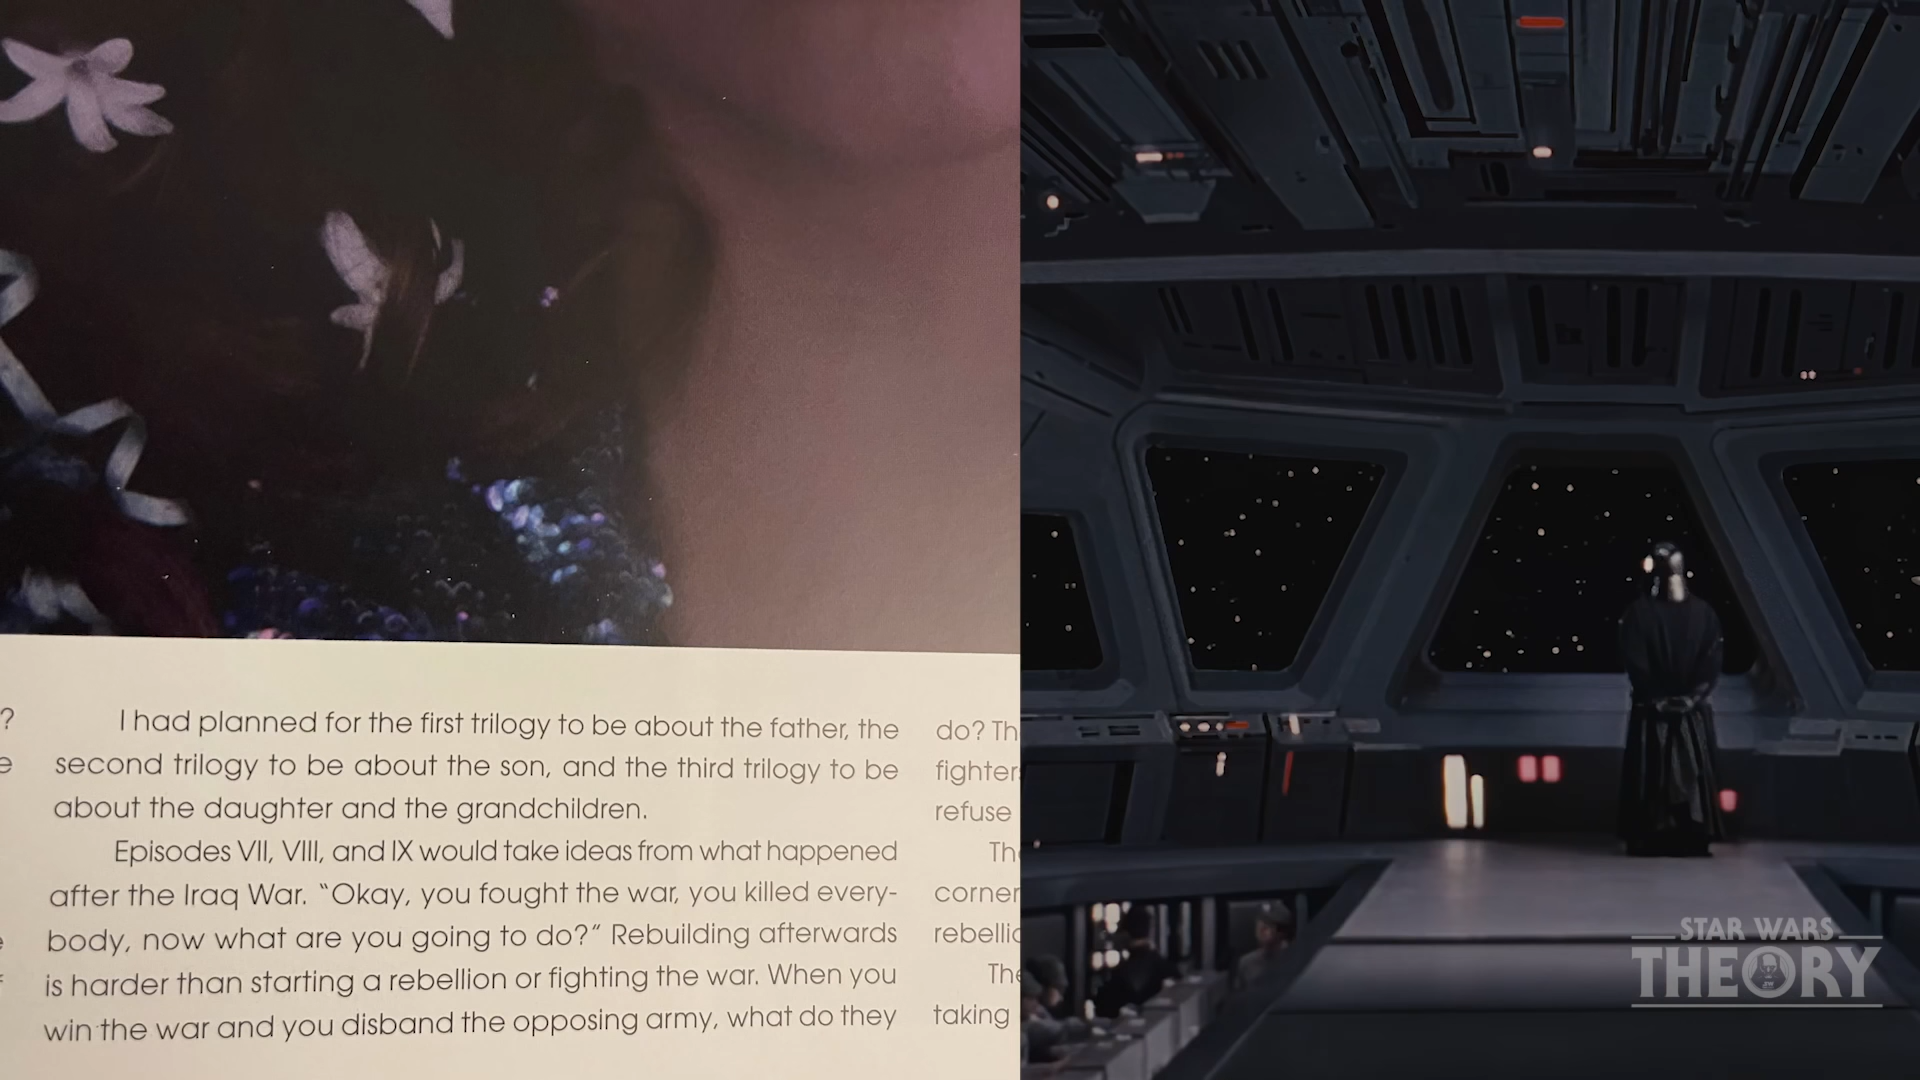 ?
I had planned for the first trilogy to be about the father, the
second trilogy to be about the son, and the third trilogy to be
about the daughter and the grandchildren.
Episodes VII, VIII, and IX would take ideas from what happened
after the Iraq War. “Okay, you fought the war, you killed every-
body, now what are you going to do?” Rebuilding afterwards
is harder than starting a rebellion or fighting the war. When you
win the war and you disband the opposing army, what do they
do?
refuse
corner
taking
STAR WARS
THEORY